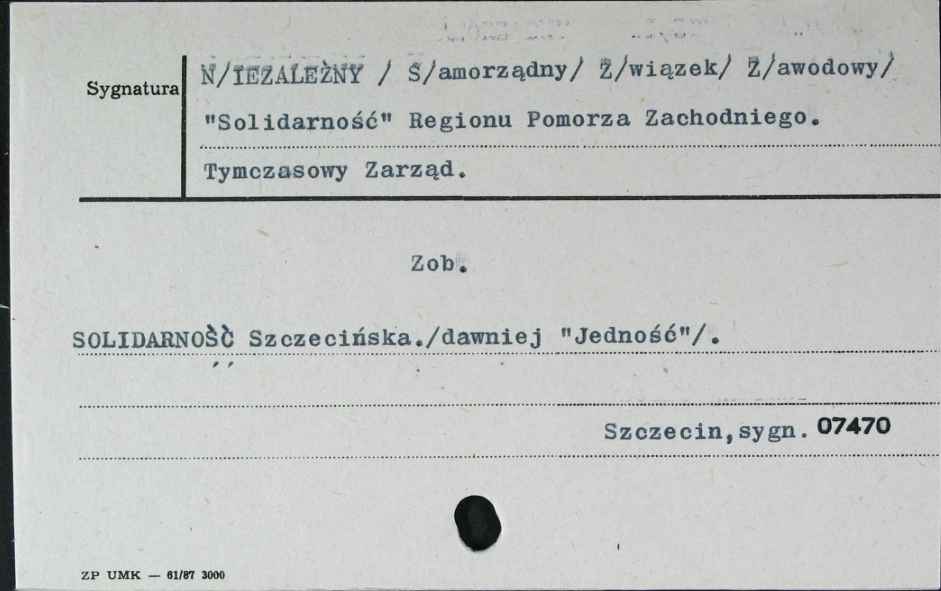 Sygnatura
N/IEZALEŻNY / S/amorządny/ Z/wiązek/ Z/awodowy/
"Solidarność" Regionu Pomorza Zachodniego.
Tymczasowy Zarząd.
Zob.
SOLIDARNOŚĆ Szczecińska./dawniej "Jedność"/.
Szczecin,sygn. 07470
ZP UMK — 61/87 3000